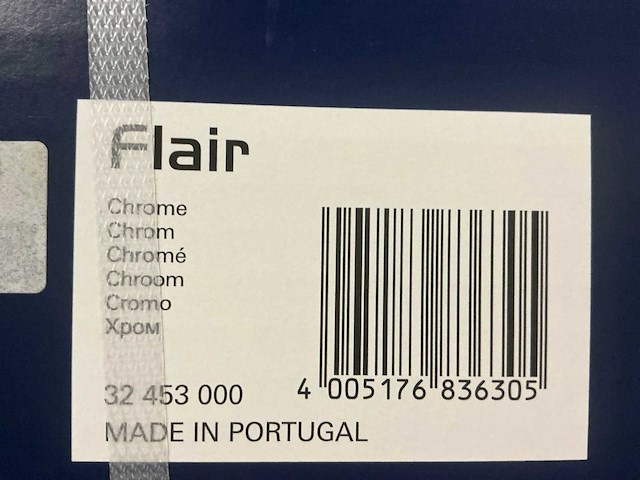 Flair
Chrome
Chrom
Chromé
Chroom
Cromo
Хром
32 453 000
4 005176 836305
MADE IN PORTUGAL